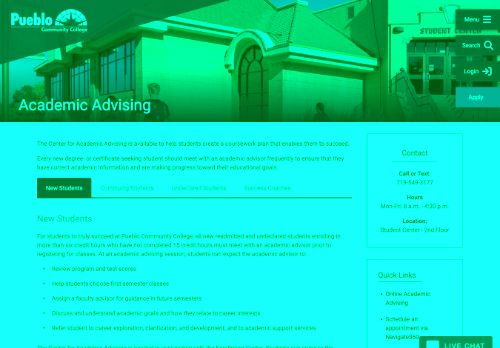 Pueblo
Community College
Menu
STUDENT CENTER
Search
Login
Apply
Academic Advising
The Center for Academic Advising is available to help students create a coursework plan that enables them to succeed.
Every new degree- or certificate-seeking student should meet with an academic advisor frequently to ensure that they
have correct academic information and are making progress toward their educational goals.
New Students
Continuing Students
Undeclared Students
Success Coaches
New Students
For students to truly succeed at Pueblo Community College, all new, readmitted and undeclared students enrolling in
more than six credit hours who have not completed 15 credit hours must meet with an academic advisor prior to
registering for classes. At an academic advising session, students can expect the academic advisor to:
Review program and test scores
Help students choose first semester classes
Assign a faculty advisor for guidance in future semesters
Discuss and understand academic goals and how they relate to career interests
Refer student to career exploration, clarification, and development, and to academic support services
Contact
Call or Text
719-549-3177
Hours
Mon-Fri: 8 a.m. - 4:30 p.m.
Location:
Student Center - 2nd Floor
Quick Links
Online Academic
Advising
Schedule an
appointment via
Navigate360
LIVE CHAT